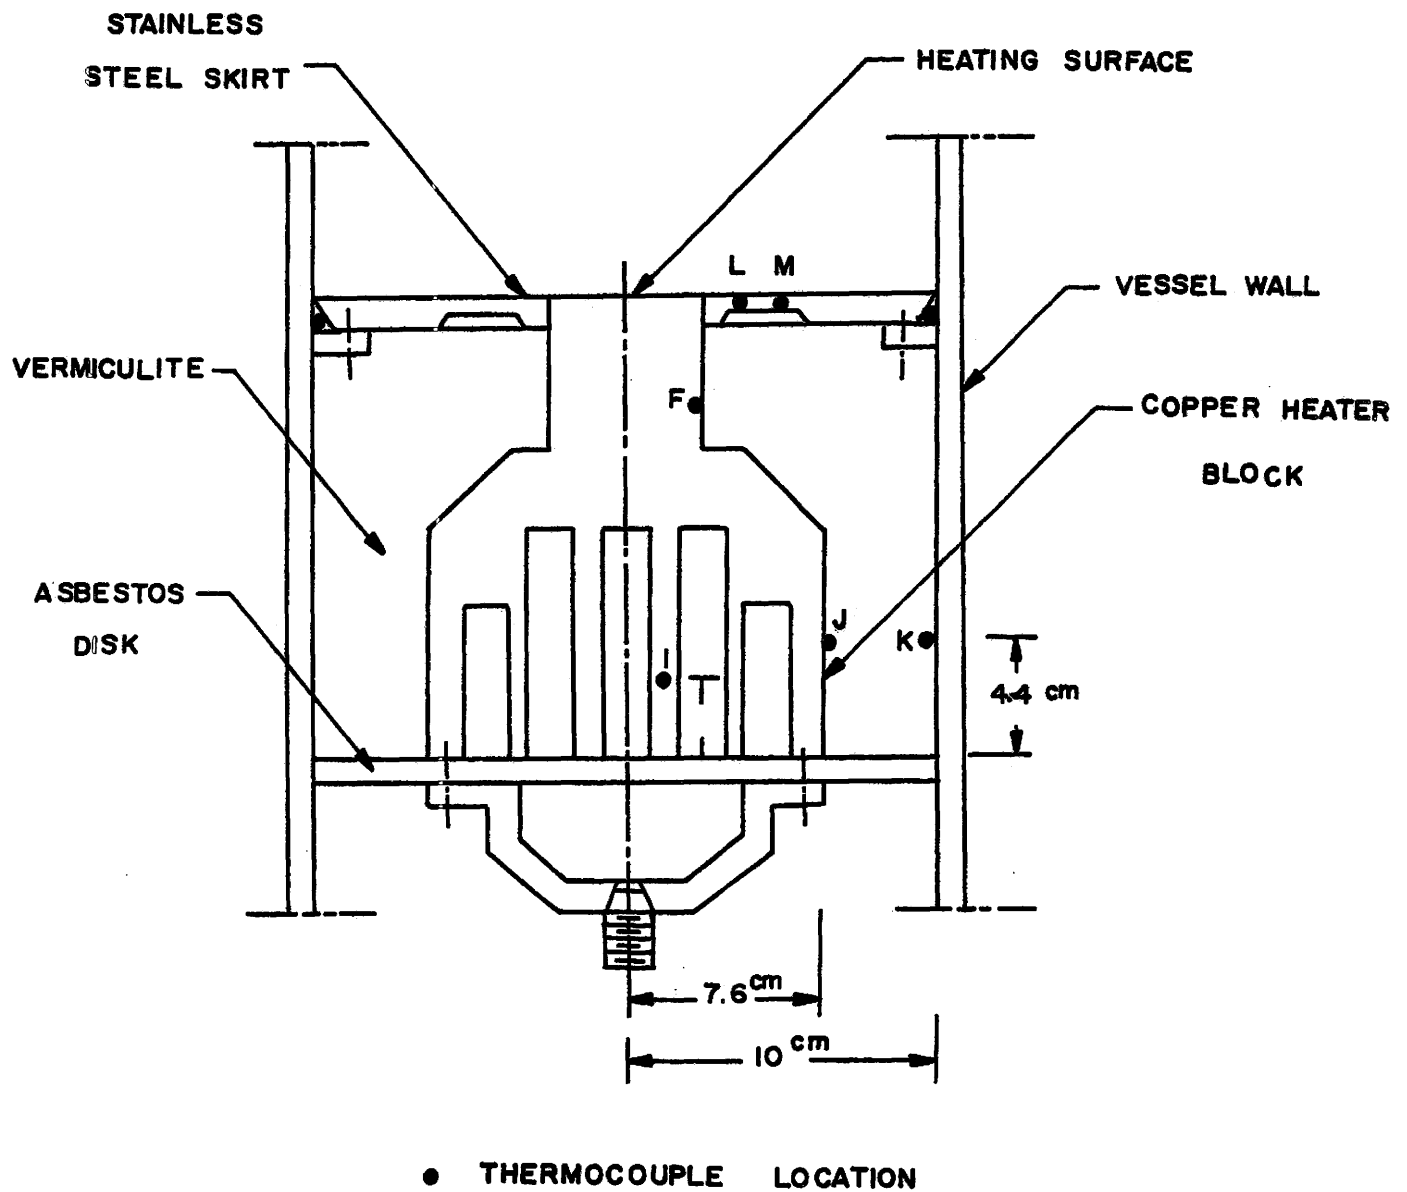 STAINLESS
STEEL SKIRT
HEATING SURFACE
L M
VESSEL WALL
VERMICULITE
F
COPPER HEATER
BLOCK
ASBESTOS
DISK
J
K
I
4.4 cm
7.6 cm
10 cm
THERMOCOUPLE LOCATION